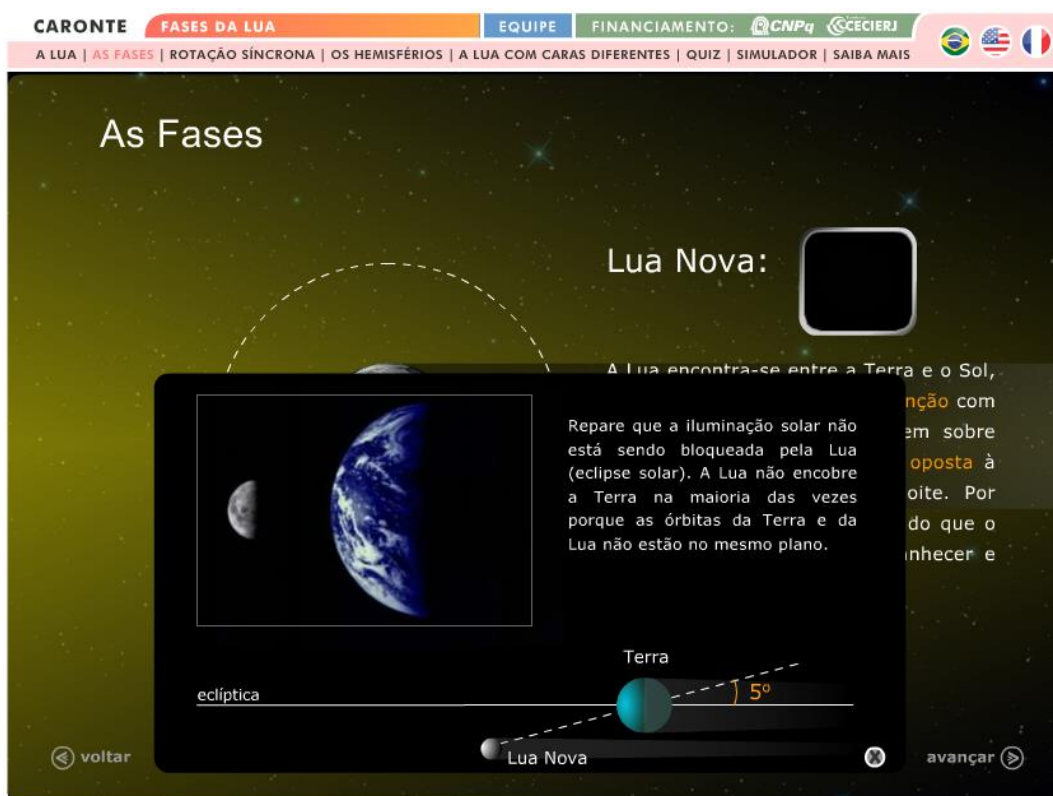 CARONTE FASES DA LUA EQUIPE FINANCIAMENTO: CNPq CECIERJ
A LUA | AS FASES | ROTAÇÃO SÍNCRONA | OS HEMISFÉRIOS | A LUA COM CARAS DIFERENTES | QUIZ | SIMULADOR | SAIBA MAIS
As Fases
Lua Nova:
A Lua encontra-se entre a Terra e o Sol,
nção com
em sobre
oposta à
oite. Por
do que o
nhecer e
Repare que a iluminação solar não
está sendo bloqueada pela Lua
(eclipse solar). A Lua não encobre
a Terra na maioria das vezes
porque as órbitas da Terra e da
Lua não estão no mesmo plano.
Terra
5º
eclíptica
Lua Nova
voltar
X
avançar